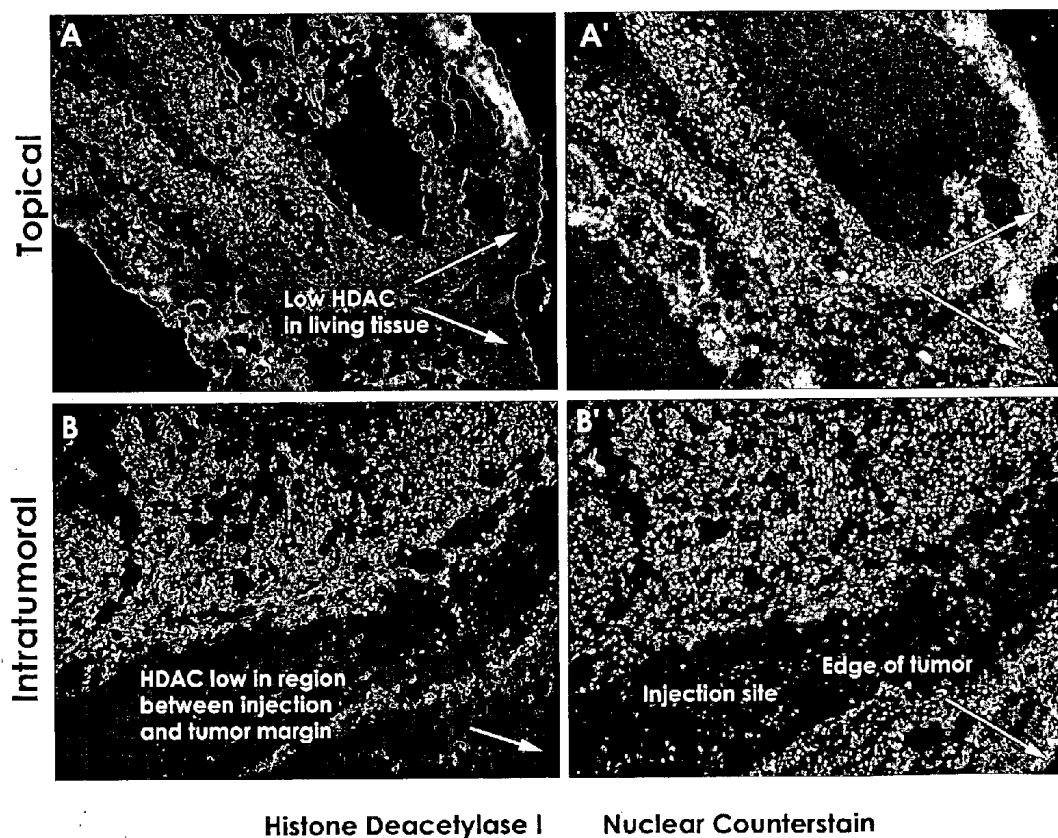 A
A'
Topical
Low HDAC
in living tissue
B
B'
Intratumoral
HDAC low in region
between injection
and tumor margin
Injection site
Edge of tumor
Histone Deacetylase I
Nuclear Counterstain